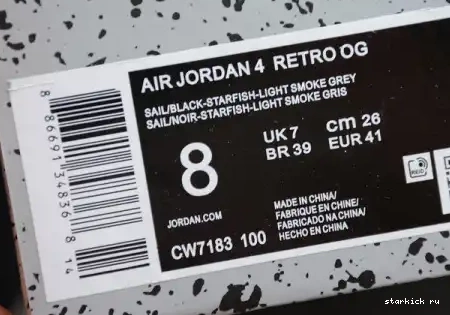 AIR JORDAN 4 RETRO OG
SAIL/BLACK-STARFISH-LIGHT SMOKE GREY
SAIL/NOIR-STARFISH-LIGHT SMOKE GRIS
8
UK 7
cm 26
BR 39
EUR 41
JORDAN.COM
MADE IN CHINA/
FABRIQUE EN CHINE/
FABRICADO NA CHINA/
HECHO EN CHINA
CW7183 100
8 86691 34836 8
14
starkick ru